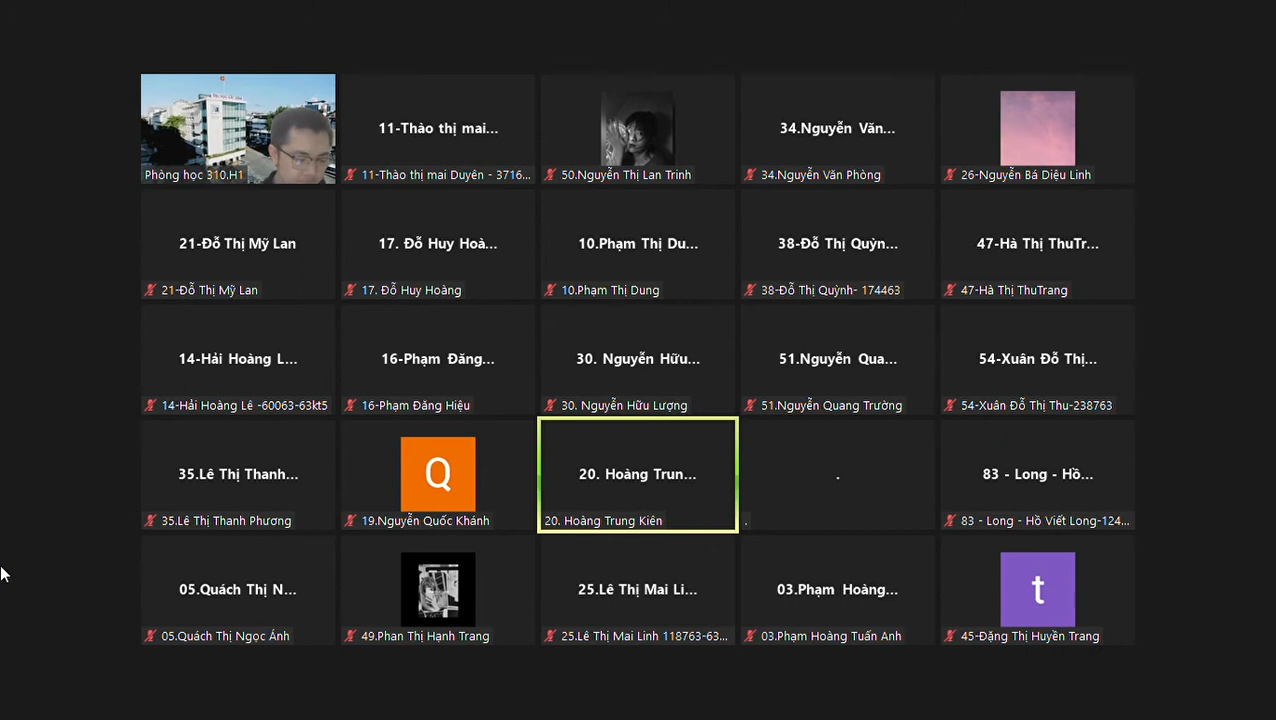 11-Thào thị mai...
Phòng học 310.H1
11-Thào thị mai Duyên - 3716...
50.Nguyễn Thị Lan Trinh
34.Nguyễn Văn...
34.Nguyễn Văn Phòng
26-Nguyễn Bá Diệu Linh
21-Đỗ Thị Mỹ Lan
21-Đỗ Thị Mỹ Lan
17. Đỗ Huy Hoà...
17. Đỗ Huy Hoàng
10.Phạm Thị Du...
10.Phạm Thị Dung
38-Đỗ Thị Quỳn...
38-Đỗ Thị Quỳnh- 174463
47-Hà Thị ThuTr...
47-Hà Thị ThuTrang
14-Hải Hoàng L...
14-Hải Hoàng Lê -60063-63kt5
16-Phạm Đăng...
16-Phạm Đăng Hiệu
30. Nguyễn Hữu...
30. Nguyễn Hữu Lượng
51.Nguyễn Qua...
51.Nguyễn Quang Trường
54-Xuân Đỗ Thị...
54-Xuân Đỗ Thị Thu-238763
35.Lê Thị Thanh...
35.Lê Thị Thanh Phương
Q
19.Nguyễn Quốc Khánh
20. Hoàng Trun...
20. Hoàng Trung Kiên
.
.
83 - Long - Hồ...
83 - Long - Hồ Viết Long-124...
05.Quách Thị N...
05.Quách Thị Ngọc Ánh
49.Phan Thị Hạnh Trang
25.Lê Thị Mai Li...
25.Lê Thị Mai Linh 118763-63...
03.Phạm Hoàng...
03.Phạm Hoàng Tuấn Anh
t
45-Đặng Thị Huyền Trang